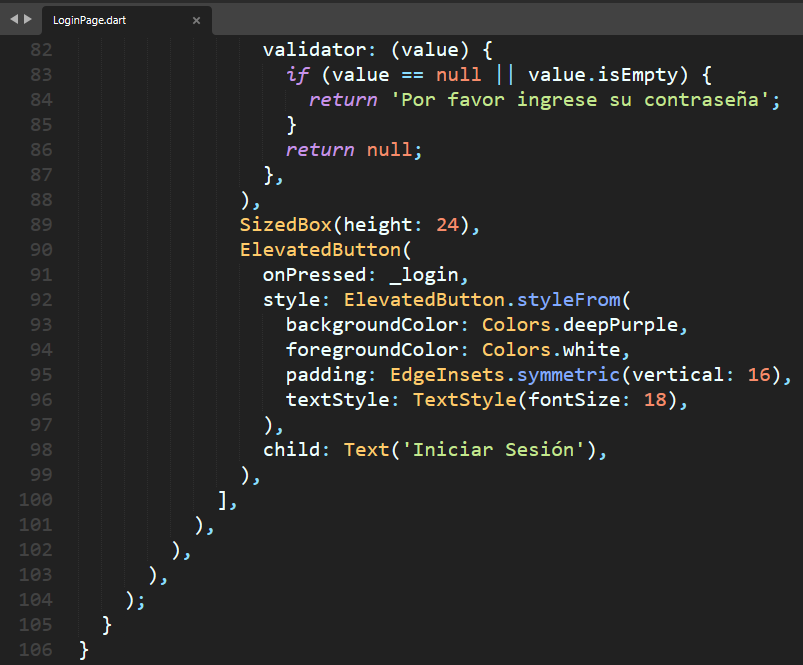 LoginPage.dart ×
82 validator: (value) {
83 if (value == null || value.isEmpty) {
84 return 'Por favor ingrese su contraseña';
85 }
86 return null;
87 },
88 ),
89 SizedBox(height: 24),
90 ElevatedButton(
91 onPressed: _login,
92 style: ElevatedButton.styleFrom(
93 backgroundColor: Colors.deepPurple,
94 foregroundColor: Colors.white,
95 padding: EdgeInsets.symmetric(vertical: 16),
96 textStyle: TextStyle(fontSize: 18),
97 ),
98 child: Text('Iniciar Sesión'),
99 ),
100 ],
101 ),
102 ),
103 ),
104 );
105 }
106 }